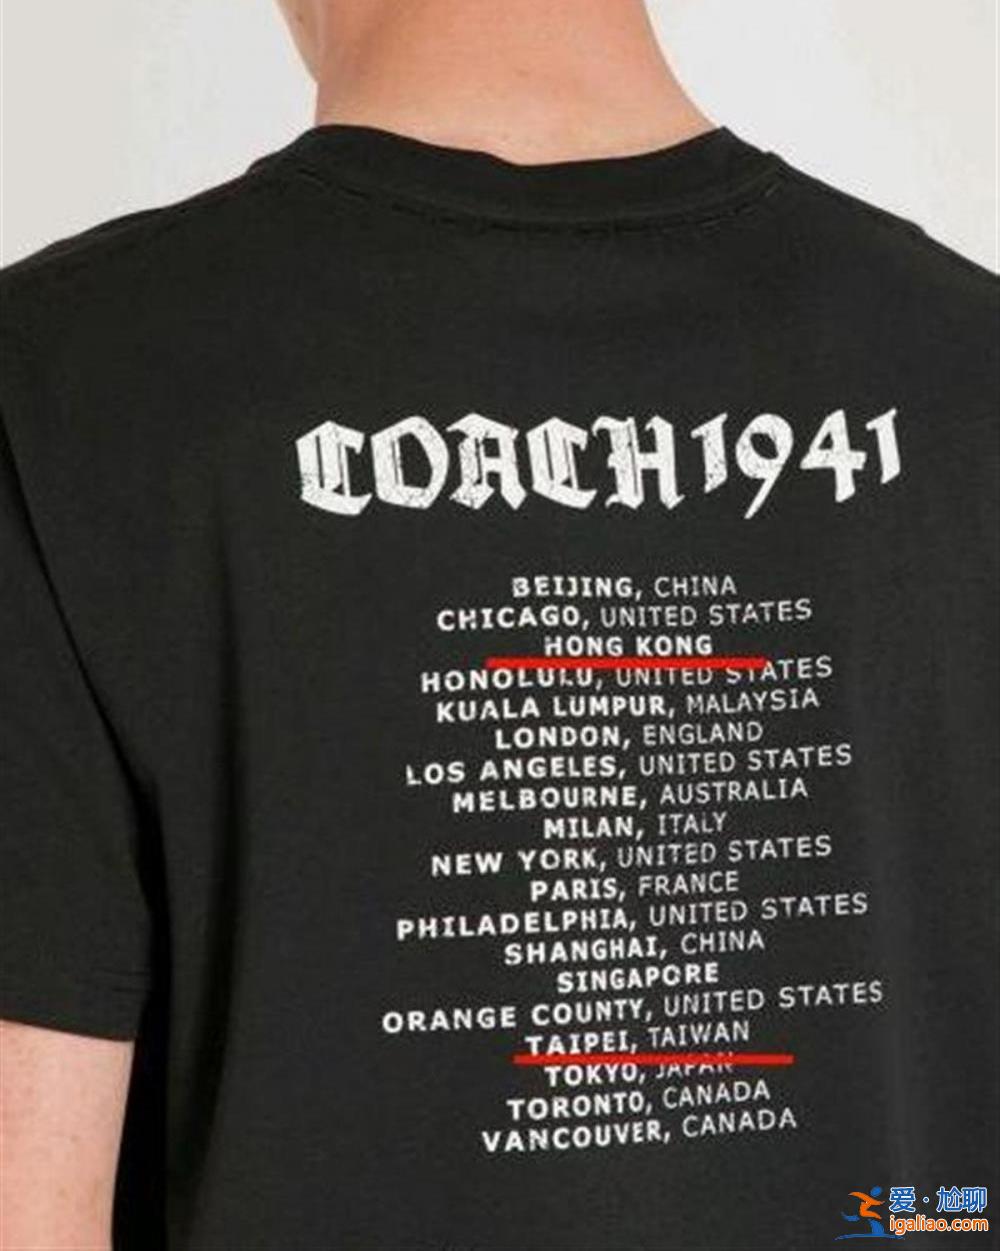 COACH1941
BEIJING, CHINA
CHICAGO, UNITED STATES
HONG KONG
HONOLULU, UNITED STATES
KUALA LUMPUR, MALAYSIA
LONDON, ENGLAND
LOS ANGELES, UNITED STATES
MELBOURNE, AUSTRALIA
MILAN, ITALY
NEW YORK, UNITED STATES
PARIS, FRANCE
PHILADELPHIA, UNITED STATES
SHANGHAI, CHINA
SINGAPORE
ORANGE COUNTY, UNITED STATES
TAIPEI, TAIWAN
TOKYO, JAPAN
TORONTO, CANADA
VANCOUVER, CANADA
爱·尬聊
igaliao.com